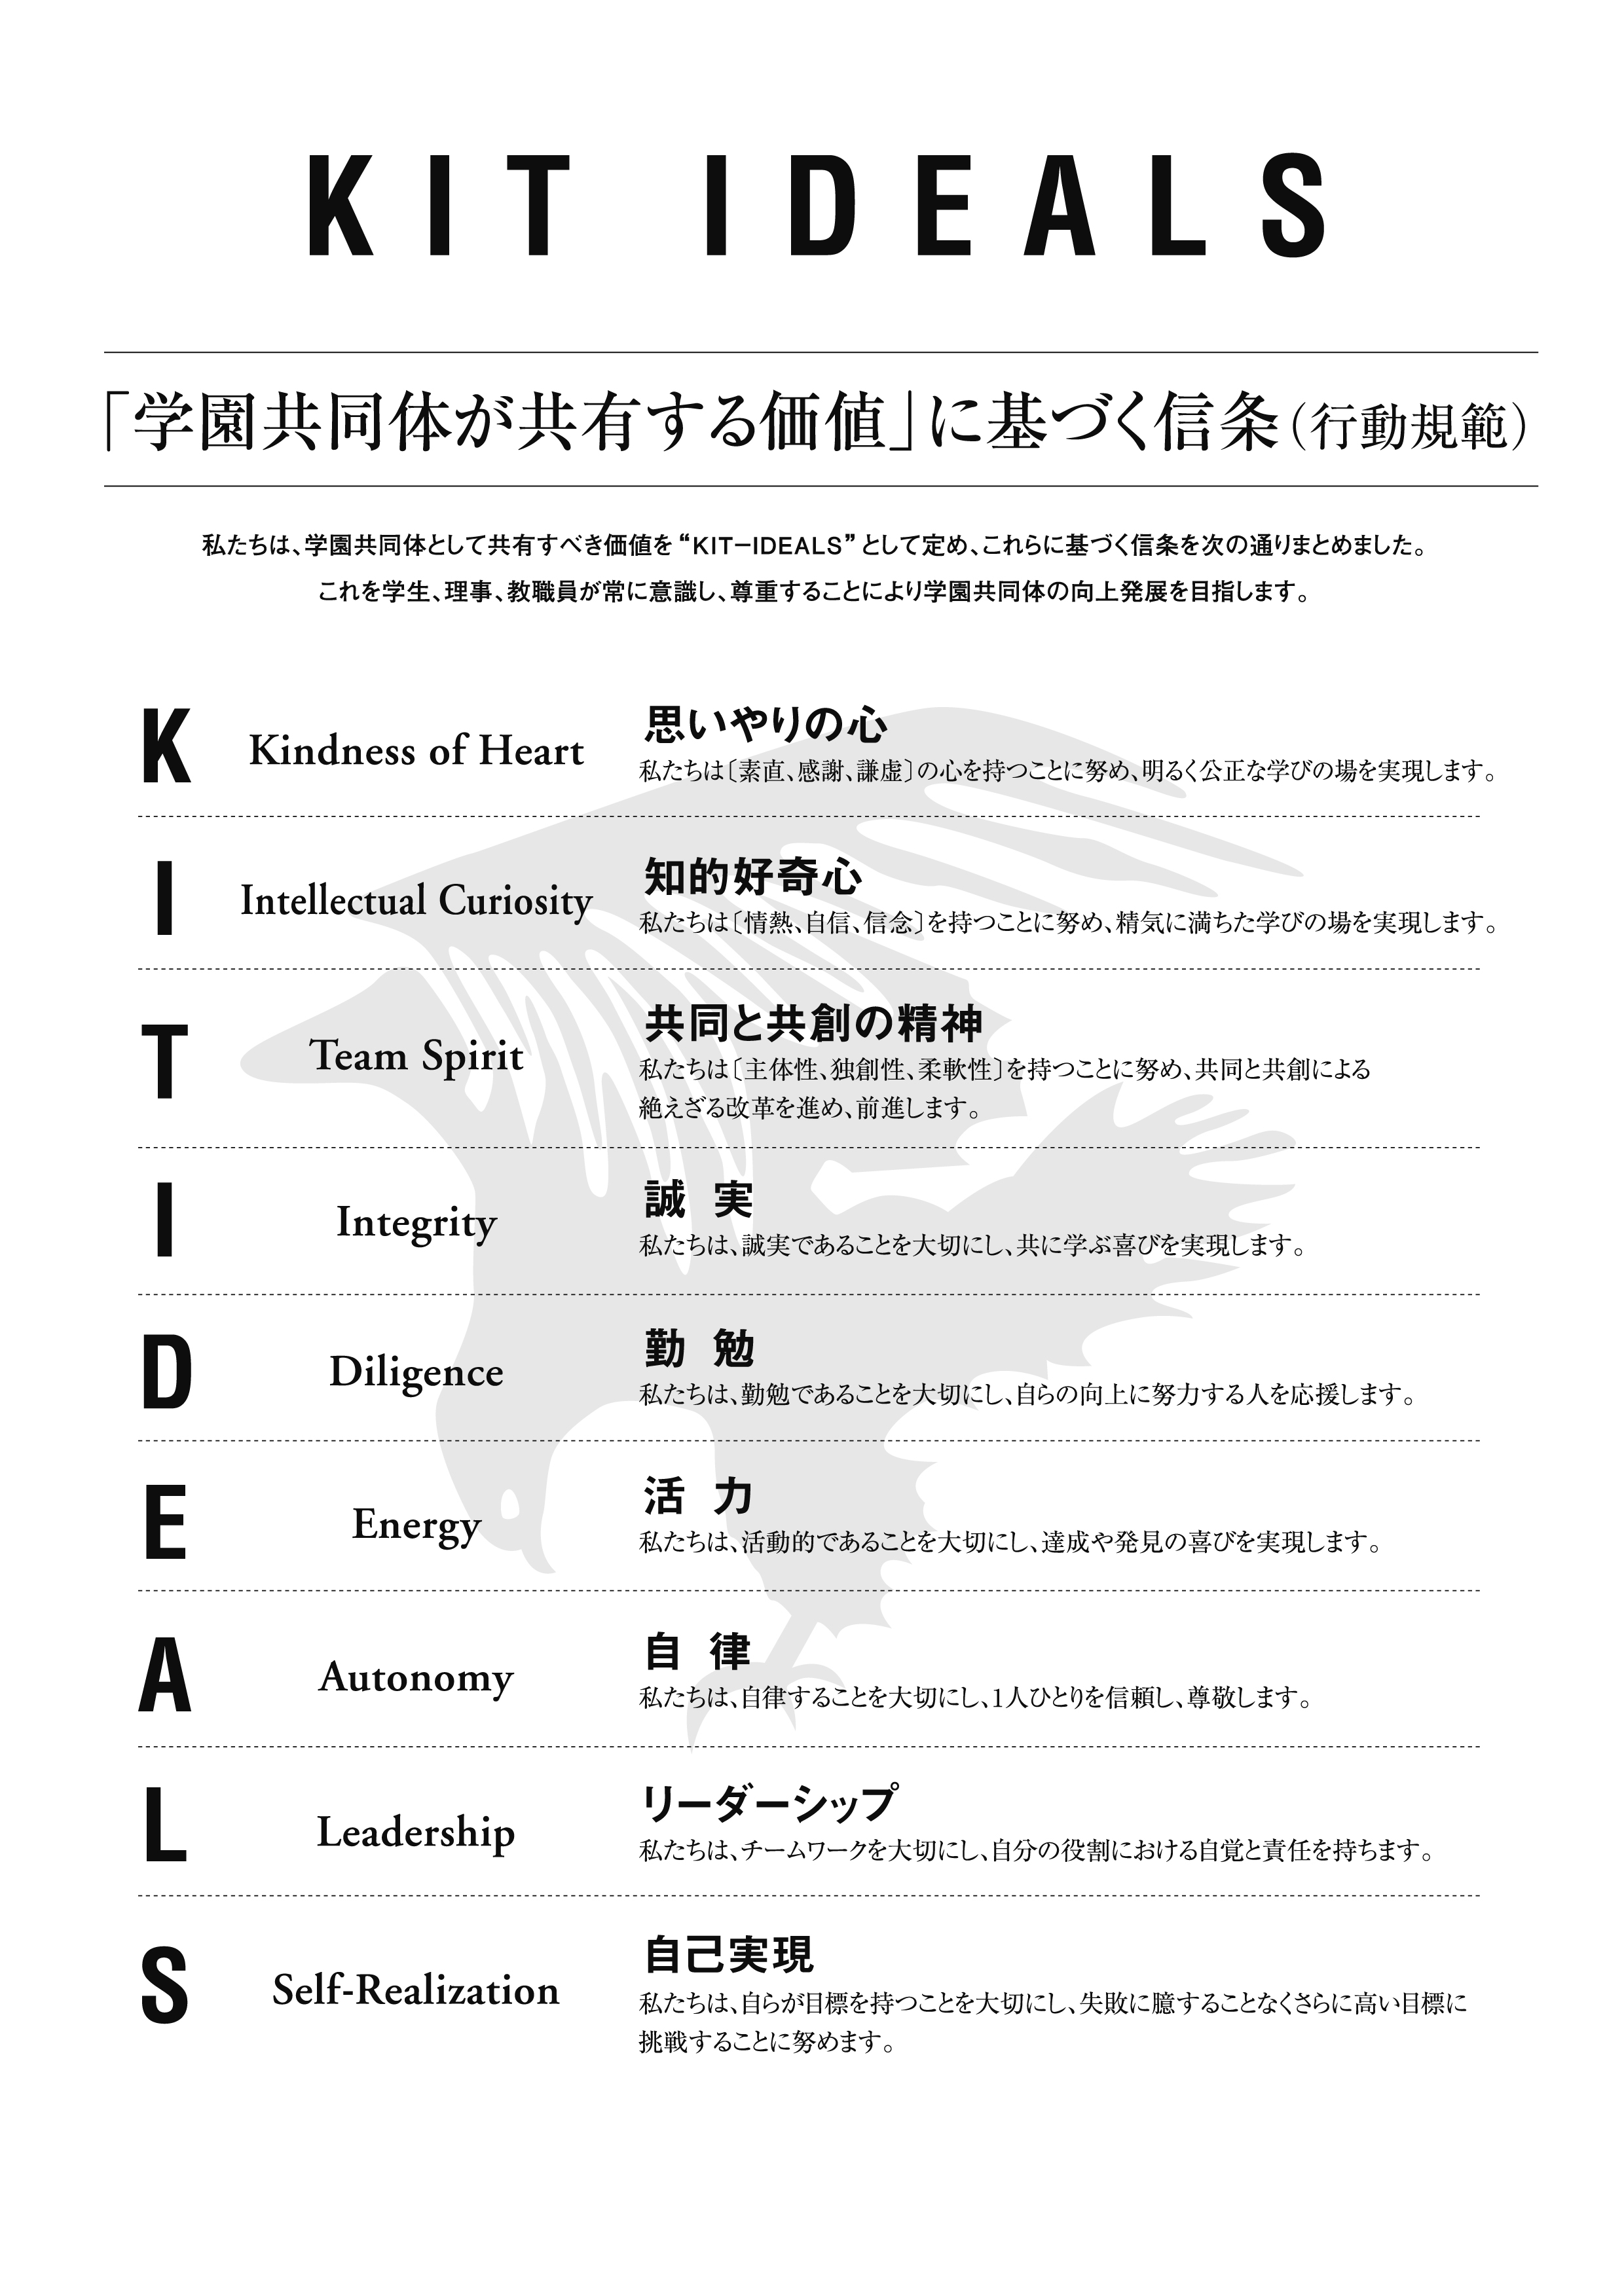 KIT IDEALS
「学園共同体が共有する価値」に基づく信条（行動規範）
私たちは、学園共同体として共有すべき価値を“KIT−IDEALS”として定め、これらに基づく信条を次の通りまとめました。
これを学生、理事、教職員が常に意識し、尊重することにより学園共同体の向上発展を目指します。
K
Kindness of Heart
思いやりの心
私たちは〔素直、感謝、謙虚〕の心を持つことに努め、明るく公正な学びの場を実現します。
I
Intellectual Curiosity
知的好奇心
私たちは〔情熱、自信、信念〕を持つことに努め、精気に満ちた学びの場を実現します。
T
Team Spirit
共同と共創の精神
私たちは〔主体性、独創性、柔軟性〕を持つことに努め、共同と共創による
絶えざる改革を進め、前進します。
I
Integrity
誠 実
私たちは、誠実であることを大切にし、共に学ぶ喜びを実現します。
D
Diligence
勤 勉
私たちは、勤勉であることを大切にし、自らの向上に努力する人を応援します。
E
Energy
活 力
私たちは、活動的であることを大切にし、達成や発見の喜びを実現します。
A
Autonomy
自 律
私たちは、自律することを大切にし、1人ひとりを信頼し、尊敬します。
L
Leadership
リーダーシップ
私たちは、チームワークを大切にし、自分の役割における自覚と責任を持ちます。
S
Self-Realization
自己実現
私たちは、自らが目標を持つことを大切にし、失敗に臆することなくさらに高い目標に
挑戦することに努めます。